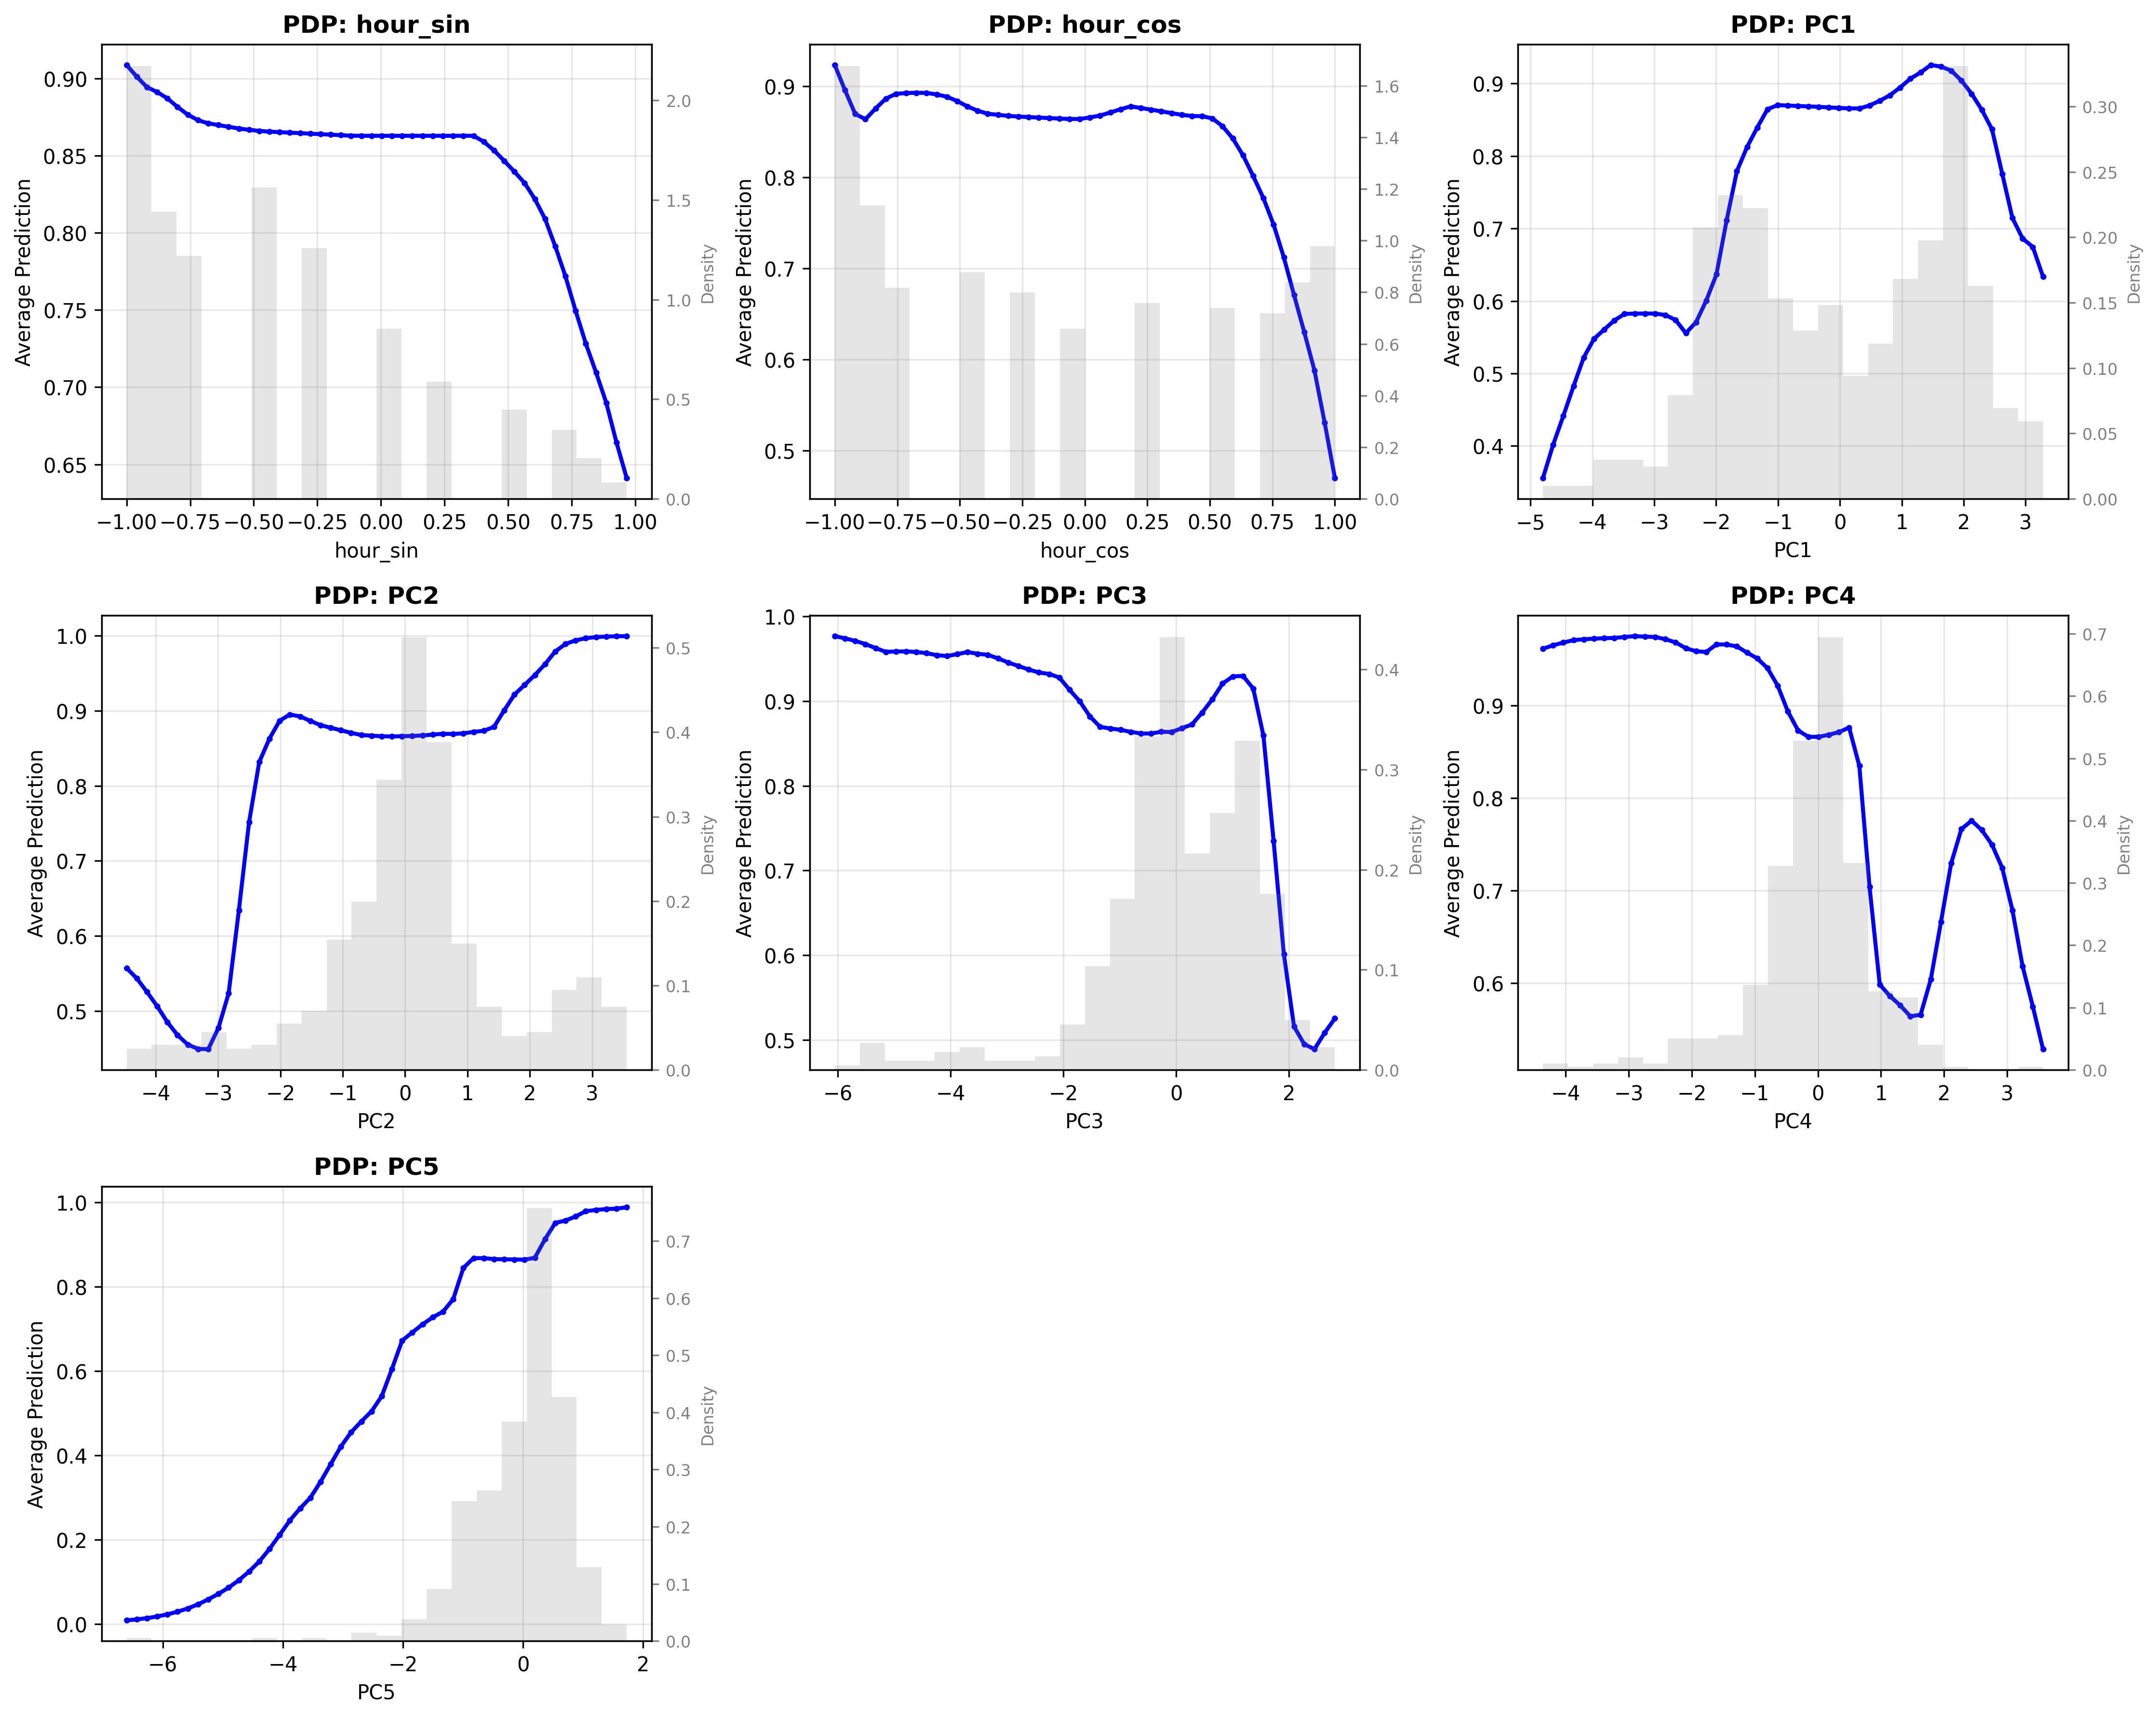 PDP: hour_sin
0.90
0.85
0.80
0.75
0.70
0.65
Average Prediction
2.0
1.5
1.0
0.5
0.0
Density
−1.00 −0.75 −0.50 −0.25 0.00 0.25 0.50 0.75 1.00
hour_sin
PDP: hour_cos
0.9
0.8
0.7
0.6
0.5
Average Prediction
1.6
1.4
1.2
1.0
0.8
0.6
0.4
0.2
0.0
Density
−1.00 −0.75 −0.50 −0.25 0.00 0.25 0.50 0.75 1.00
hour_cos
PDP: PC1
0.9
0.8
0.7
0.6
0.5
0.4
Average Prediction
0.30
0.25
0.20
0.15
0.10
0.05
0.00
Density
−5 −4 −3 −2 −1 0 1 2 3
PC1
PDP: PC2
1.0
0.9
0.8
0.7
0.6
0.5
Average Prediction
0.5
0.4
0.3
0.2
0.1
0.0
Density
−4 −3 −2 −1 0 1 2 3
PC2
PDP: PC3
1.0
0.9
0.8
0.7
0.6
0.5
Average Prediction
0.4
0.3
0.2
0.1
0.0
Density
−6 −4 −2 0 2
PC3
PDP: PC4
0.9
0.8
0.7
0.6
Average Prediction
0.7
0.6
0.5
0.4
0.3
0.2
0.1
0.0
Density
−4 −3 −2 −1 0 1 2 3
PC4
PDP: PC5
1.0
0.8
0.6
0.4
0.2
0.0
Average Prediction
0.7
0.6
0.5
0.4
0.3
0.2
0.1
0.0
Density
−6 −4 −2 0 2
PC5